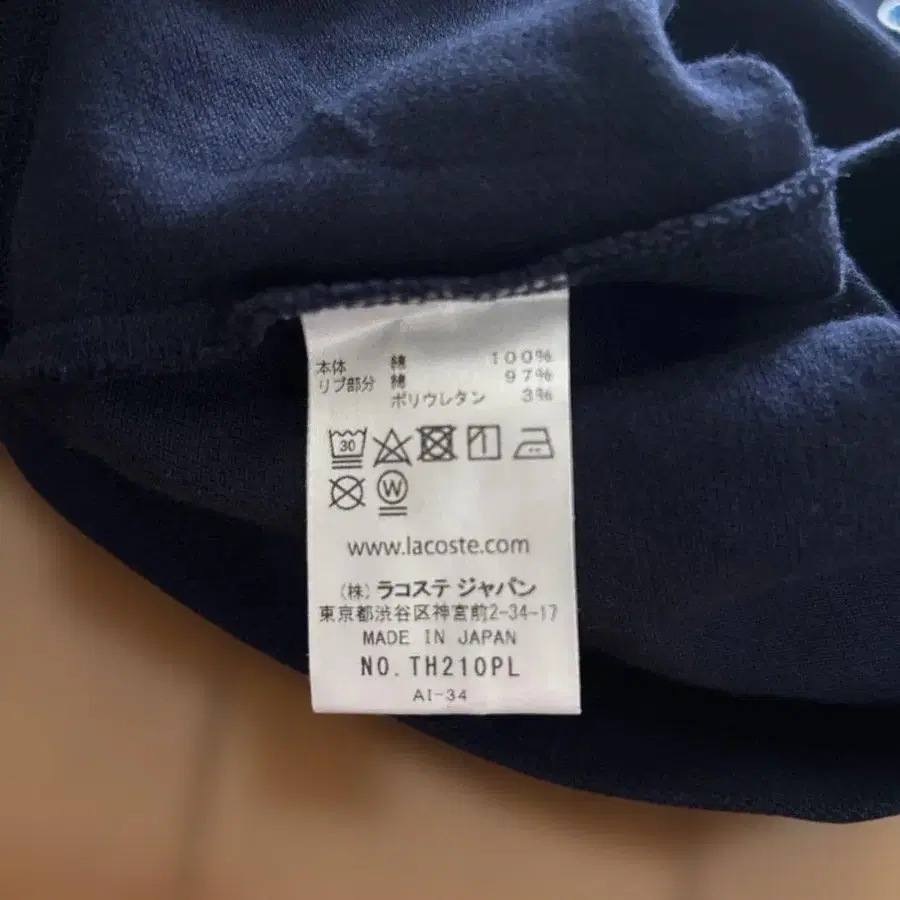 本体 綿 100%
リブ部分 綿 97%
ポリウレタン 3%
30
W
www.lacoste.com
(株) ラコステ ジャパン
東京都渋谷区神宮前2-34-17
MADE IN JAPAN
NO. TH210PL
AI-34